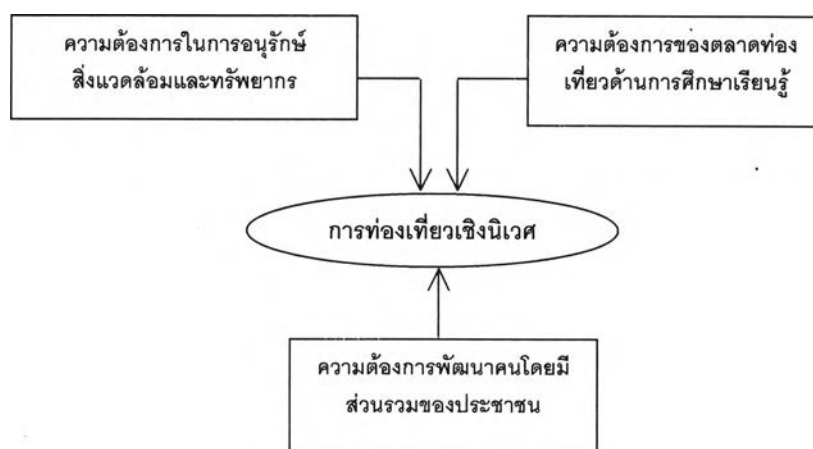 ความต้องการในการอนุรักษ์
สิ่งแวดล้อมและทรัพยากร
ความต้องการของตลาดท่อง
เที่ยวด้านการศึกษาเรียนรู้
การท่องเที่ยวเชิงนิเวศ
ความต้องการพัฒนาคนโดยมี
ส่วนรวมของประชาชน